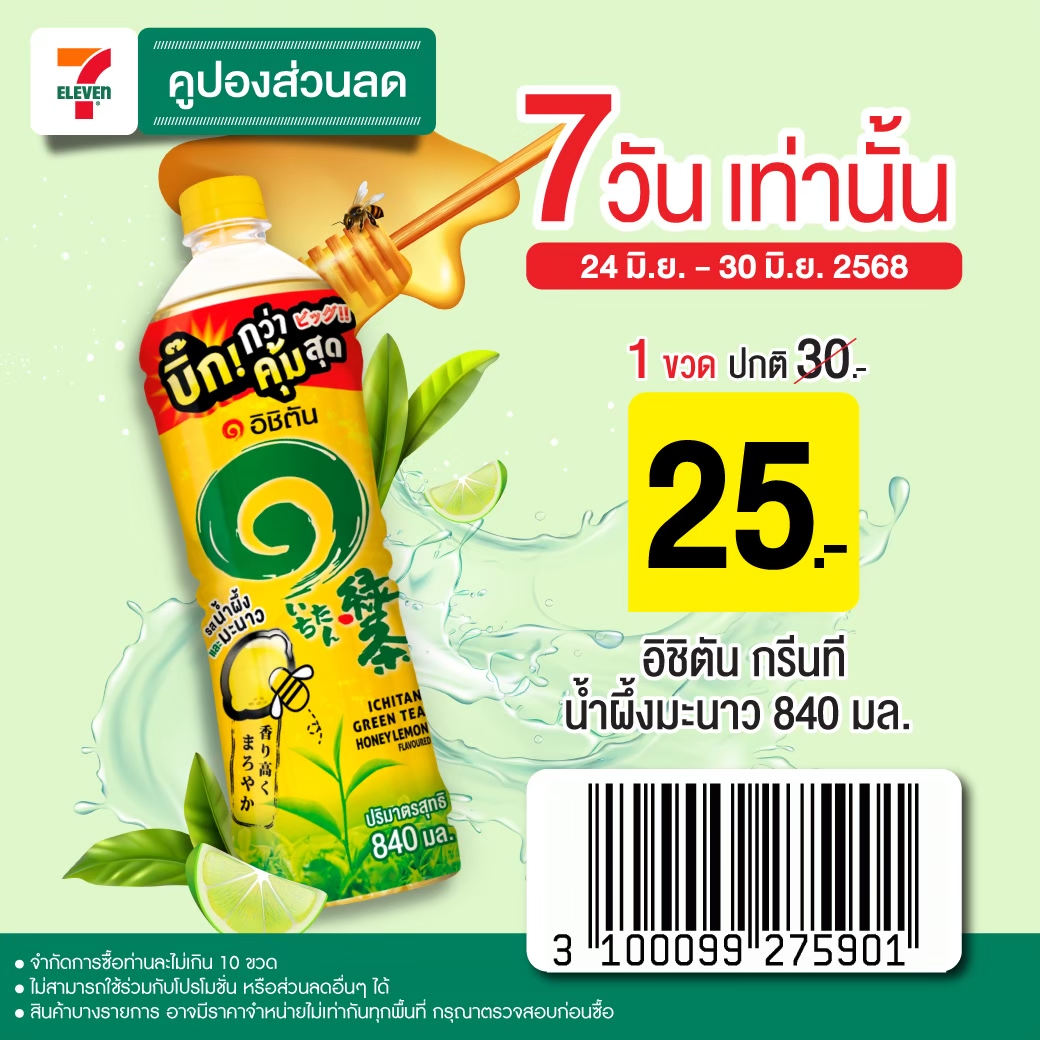 7
ELEVEN
คูปองส่วนลด
7 วัน เท่านั้น
24 มิ.ย. - 30 มิ.ย. 2568
1 ขวด ปกติ 30.-
25.-
อิชิตัน กรีนที
น้ำผึ้งมะนาว 840 มล.
บิ๊ก! กว่า ビッグ!!
คุ้มสุด
อิชิตัน
いちたん
緑茶
รสน้ำผึ้ง
และมะนาว
香り高く
まろやか
ICHITAN
GREEN TEA
HONEY LEMON
FLAVOURED
ปริมาตรสุทธิ
840 มล.
3 100099 275901
• จำกัดการซื้อท่านละไม่เกิน 10 ขวด
• ไม่สามารถใช้ร่วมกับโปรโมชั่น หรือส่วนลดอื่นๆ ได้
• สินค้าบางรายการ อาจมีราคาจำหน่ายไม่เท่ากันทุกพื้นที่ กรุณาตรวจสอบก่อนซื้อ